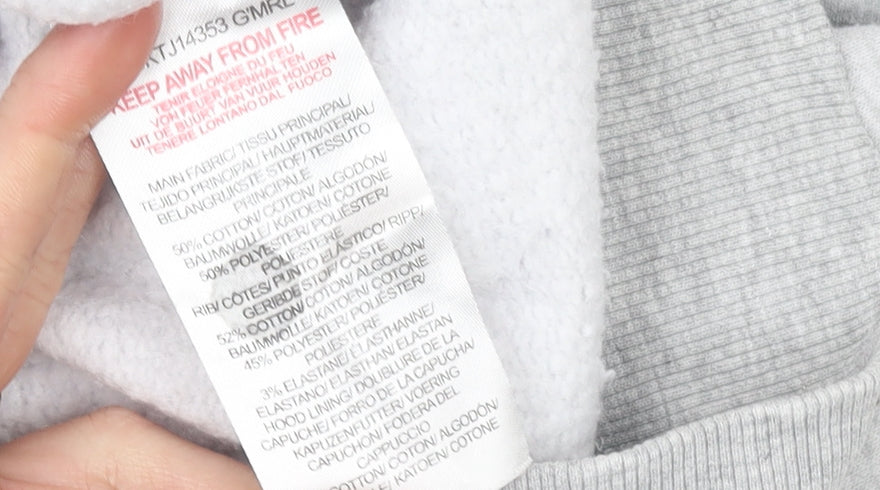 KTJ14353 G'MRL
KEEP AWAY FROM FIRE
TENIR ELOIGNE DU FEU
VON FEUER FERNHALTEN
UIT DE BUURT VAN VUUR HOUDEN
TENERE LONTANO DAL FUOCO
MAIN FABRIC/ TISSU PRINCIPAL/
TEJIDO PRINCIPAL/ HAUPTMATERIAL/
BELANGRIJKSTE STOF/ TESSUTO
PRINCIPALE
50% COTTON/ COTON/ ALGODÓN/
BAUMWOLLE/ KATOEN/ COTONE
50% POLYESTER/ POLIÉSTER/
POLIESTERE
RIB/ CÔTES/ PUNTO ELÁSTICO/ RIPP/
GERIBDE STOF/ COSTE
52% COTTON/ COTON/ ALGODÓN/
BAUMWOLLE/ KATOEN/ COTONE
45% POLYESTER/ POLIÉSTER/
POLIESTERE
3% ELASTANE/ ÉLASTHANNE/
ELASTANO/ ELASTHAN/ ELASTAN
HOOD LINING/ DOUBLURE DE LA
CAPUCHE/ FORRO DE LA CAPUCHA/
KAPUZENFUTTER/ VOERING
CAPUCHON/ FODERA DEL
CAPPUCCIO
COTTON/ COTON/ ALGODÓN/
KATOEN/ COTONE